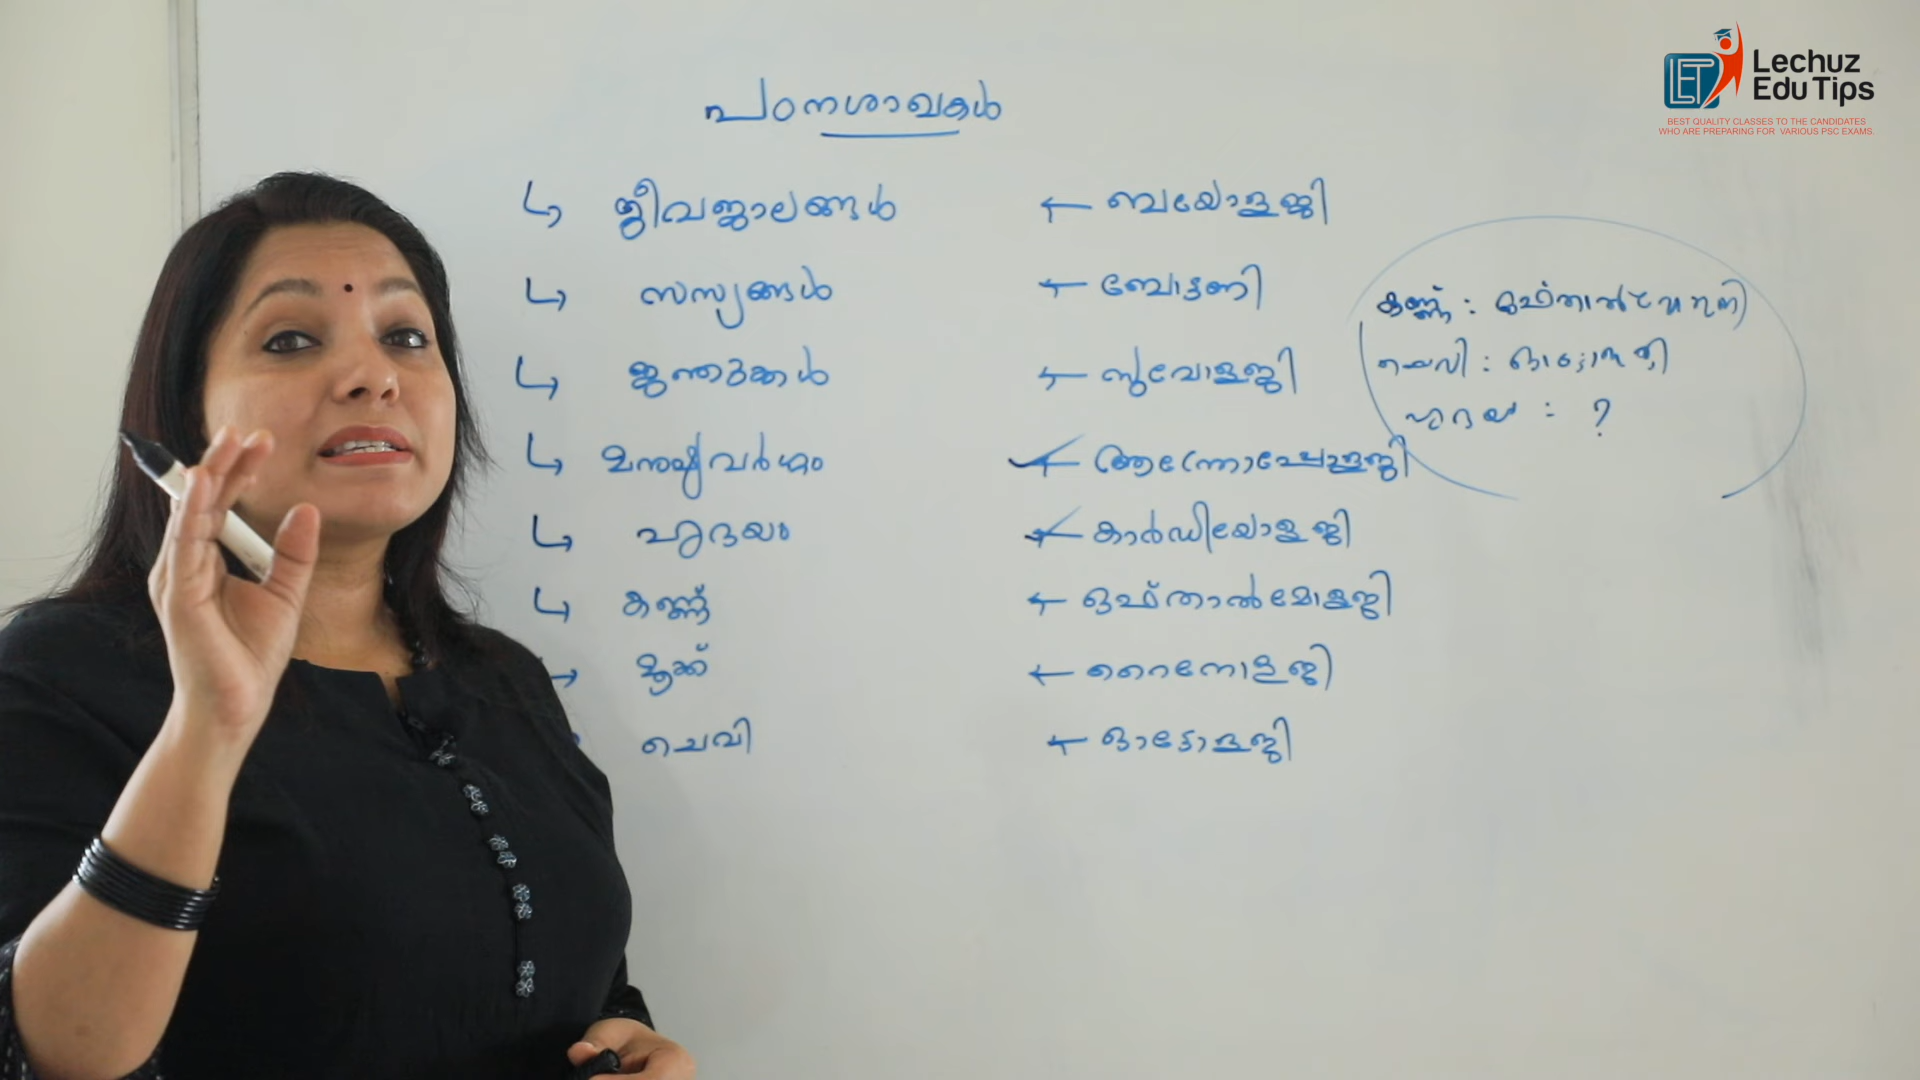 Lechuz
Edu Tips
BEST QUALITY CLASSES TO THE CANDIDATES
WHO ARE PREPARING FOR VARIOUS PSC EXAMS.
പഠനശാഖകൾ
ജീവജാലങ്ങൾ ബയോളജി
സസ്യങ്ങൾ ബോട്ടണി
ജന്തുക്കൾ സുവോളജി
മനുഷ്യവർഗ്ഗം ആന്ത്രോപ്പോളജി
ഹൃദയം കാർഡിയോളജി
കണ്ണ് ഒഫ്താൽമോളജി
മൂക്ക് റൈനോളജി
ചെവി ഓട്ടോളജി
കണ്ണ് : ഒഫ്താൽമോളജി
ചെവി : ഓട്ടോളജി
ഹൃദയം : ?